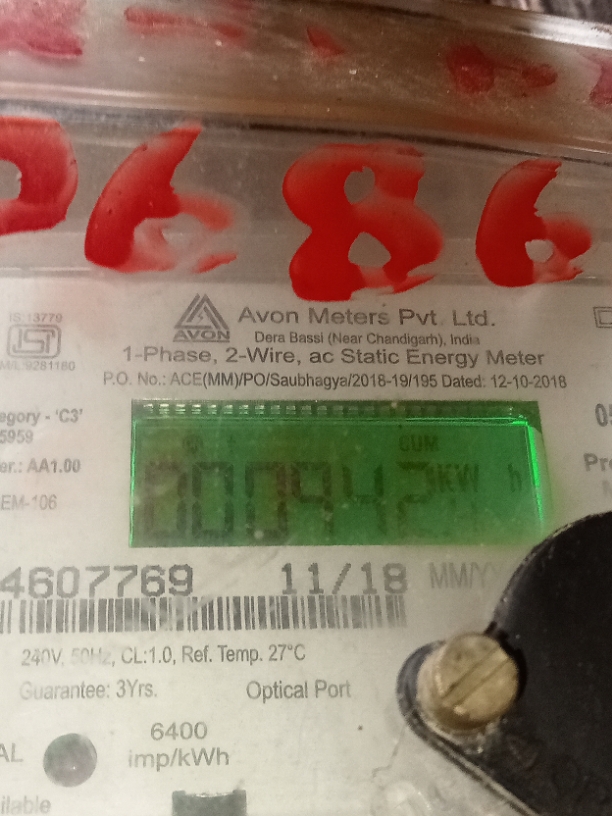 0686
IS:13779
AVON
Avon Meters Pvt. Ltd.
Dera Bassi (Near Chandigarh), India
1-Phase, 2-Wire, ac Static Energy Meter
P.O. No.: ACE(MM)/PO/Saubhagya/2018-19/195 Dated: 12-10-2018
egory - 'C3'
5959
er.: AA1.00
EM-106
CUM
000942 KW h
4607769 11/18 MM/Y
240V, 50Hz, CL:1.0, Ref. Temp. 27°C
Guarantee: 3Yrs. Optical Port
6400
imp/kWh
AL
ilable